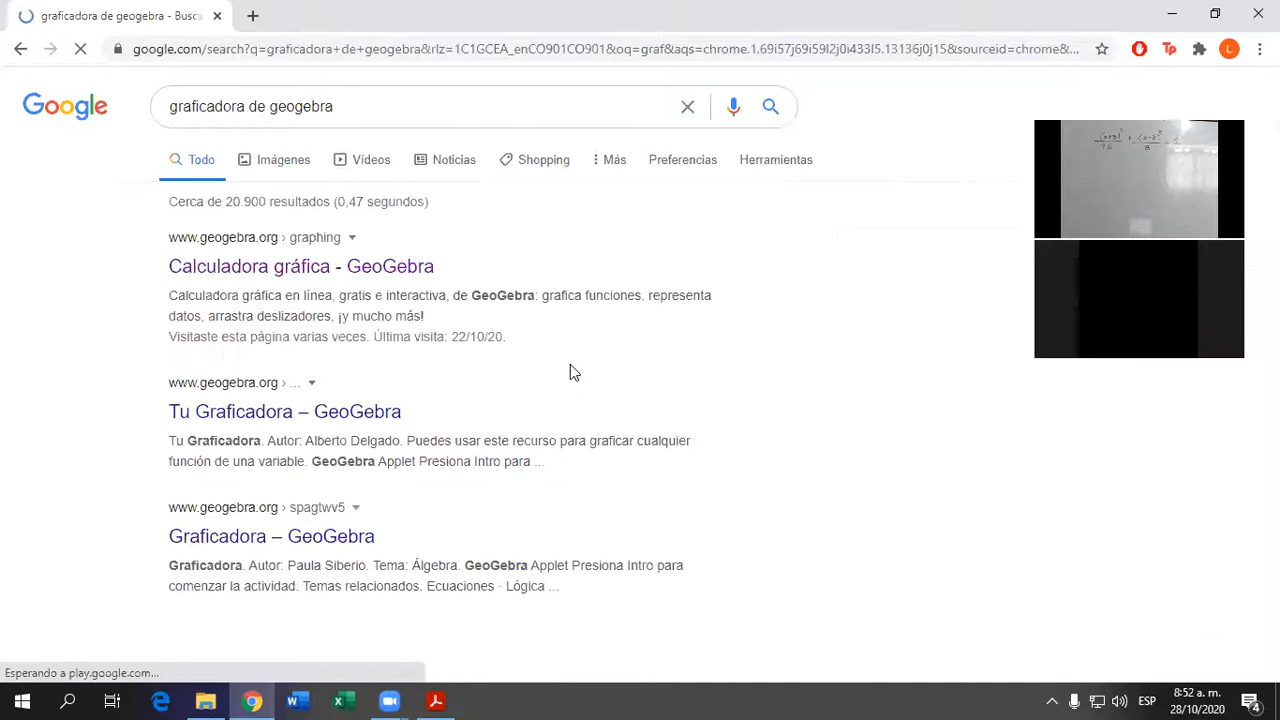 graficadora de geogebra - Busca
google.com/search?q=graficadora+de+geogebra&rlz=1C1GCEA_enCO901CO901&oq=graf&aqs=chrome.1.69i57j69i59l2j0i433l5.13136j0j15&sourceid=chrome&...
L
Google
graficadora de geogebra
Todo
Imágenes
Vídeos
Noticias
Shopping
Más
Preferencias
Herramientas
Cerca de 20.900 resultados (0,47 segundos)
www.geogebra.org › graphing
Calculadora gráfica - GeoGebra
Calculadora gráfica en línea, gratis e interactiva, de GeoGebra: grafica funciones, representa
datos, arrastra deslizadores, ¡y mucho más!
Visitaste esta página varias veces. Última visita: 22/10/20.
www.geogebra.org › ...
Tu Graficadora – GeoGebra
Tu Graficadora. Autor: Alberto Delgado. Puedes usar este recurso para graficar cualquier
función de una variable. GeoGebra Applet Presiona Intro para ...
www.geogebra.org › spagtwv5
Graficadora – GeoGebra
Graficadora. Autor: Paula Siberio. Tema: Álgebra. GeoGebra Applet Presiona Intro para
comenzar la actividad. Temas relacionados. Ecuaciones · Lógica ...
Esperando a play.google.com...
ESP
8:52 a. m.
28/10/2020
4